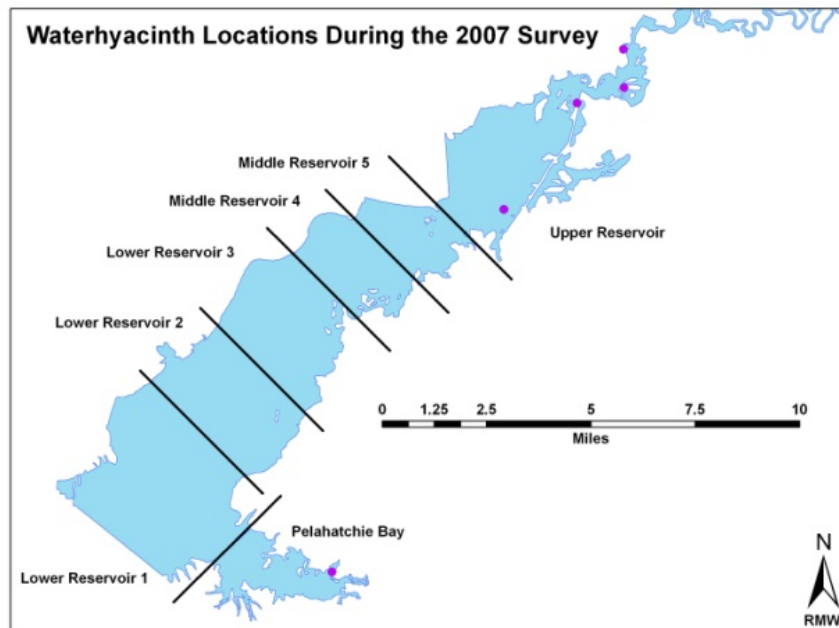 Waterhyacinth Locations During the 2007 Survey
Middle Reservoir 5
Middle Reservoir 4
Upper Reservoir
Lower Reservoir 3
Lower Reservoir 2
0 1.25 2.5 5 7.5 10
Miles
Pelahatchie Bay
Lower Reservoir 1
N
RMW